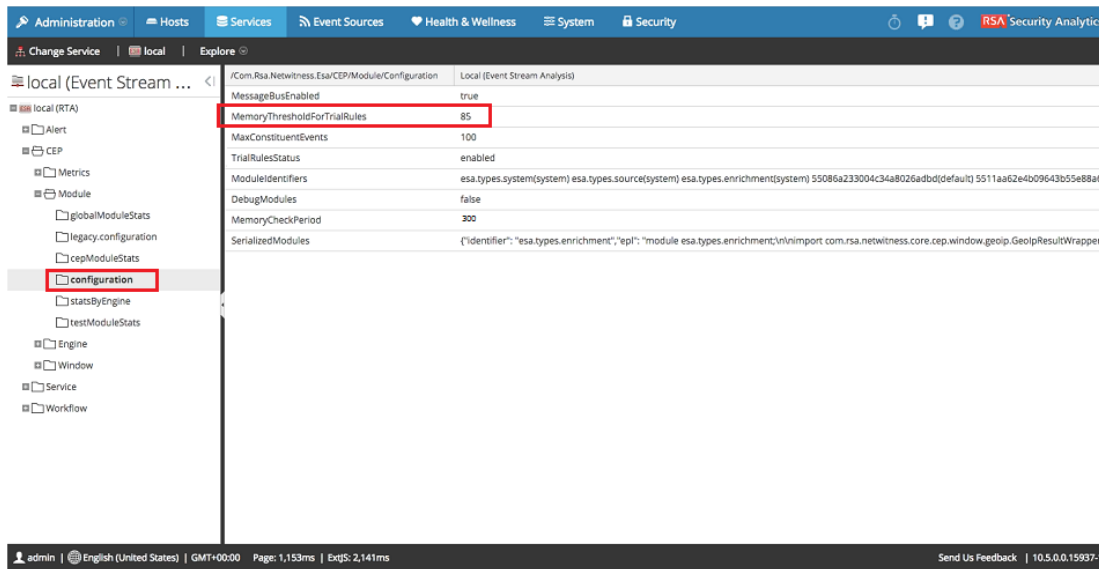 Administration Hosts Services Event Sources Health & Wellness System Security RSA Security Analytics
Change Service | local | Explore
local (Event Stream ...
local (RTA)
Alert
CEP
Metrics
Module
globalModuleStats
legacy.configuration
cepModuleStats
configuration
statsByEngine
testModuleStats
Engine
Window
Service
Workflow
/Com.Rsa.Netwitness.Esa/CEP/Module/Configuration Local (Event Stream Analysis)
MessageBusEnabled true
MemoryThresholdForTrialRules 85
MaxConstituentEvents 100
TrialRulesStatus enabled
ModuleIdentifiers esa.types.system(system) esa.types.source(system) esa.types.enrichment(system) 55086a233004c34a8026adbd(default) 5511aa62e4b09643b55e88a6
DebugModules false
MemoryCheckPeriod 300
SerializedModules {"identifier": "esa.types.enrichment","epl": "module esa.types.enrichment;\n\nimport com.rsa.netwitness.core.cep.window.geoip.GeoIpResultWrapper
admin | English (United States) | GMT+00:00 Page: 1,153ms | ExtJS: 2,141ms Send Us Feedback | 10.5.0.0.15937-